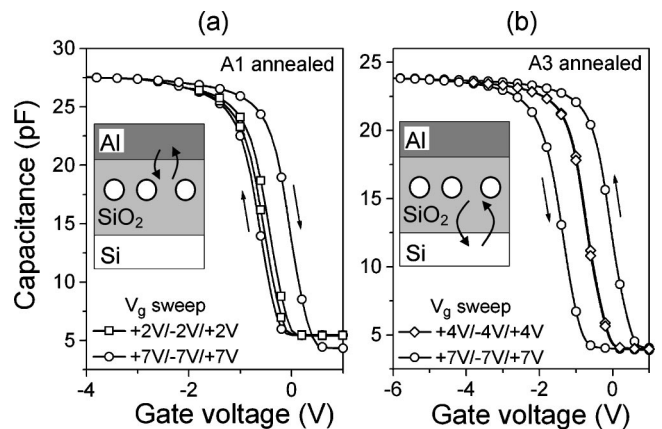 (a)
(b)
A1 annealed
A3 annealed
Capacitance (pF)
30
25
20
15
10
5
25
20
15
10
5
Al
SiO₂
Si
Al
SiO₂
Si
Vg sweep
+2V/-2V/+2V
+7V/-7V/+7V
Vg sweep
+4V/-4V/+4V
+7V/-7V/+7V
-4 -2 0
-6 -4 -2 0
Gate voltage (V)
Gate voltage (V)